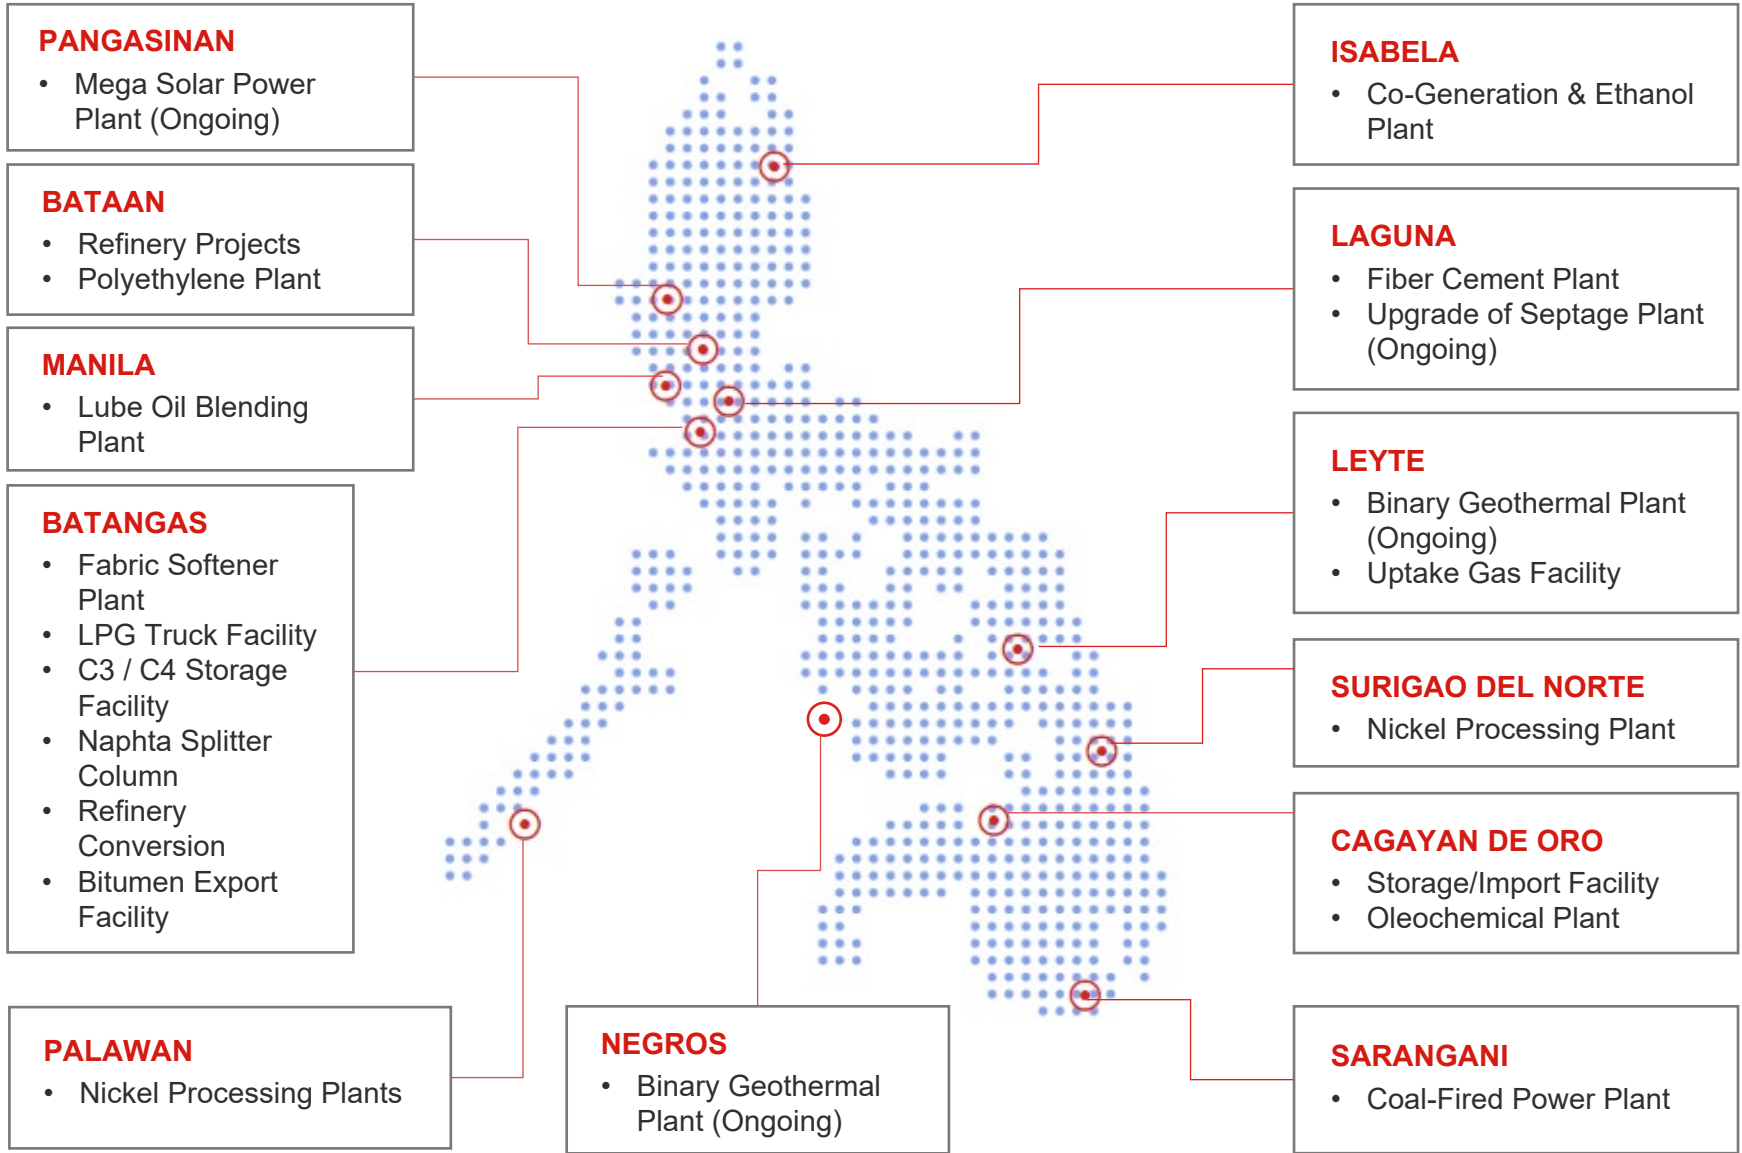 PANGASINAN
• Mega Solar Power
Plant (Ongoing)
BATAAN
• Refinery Projects
• Polyethylene Plant
MANILA
• Lube Oil Blending
Plant
BATANGAS
• Fabric Softener
Plant
• LPG Truck Facility
• C3 / C4 Storage
Facility
• Naphta Splitter
Column
• Refinery
Conversion
• Bitumen Export
Facility
PALAWAN
• Nickel Processing Plants
NEGROS
• Binary Geothermal
Plant (Ongoing)
ISABELA
• Co-Generation & Ethanol
Plant
LAGUNA
• Fiber Cement Plant
• Upgrade of Septage Plant
(Ongoing)
LEYTE
• Binary Geothermal Plant
(Ongoing)
• Uptake Gas Facility
SURIGAO DEL NORTE
• Nickel Processing Plant
CAGAYAN DE ORO
• Storage/Import Facility
• Oleochemical Plant
SARANGANI
• Coal-Fired Power Plant